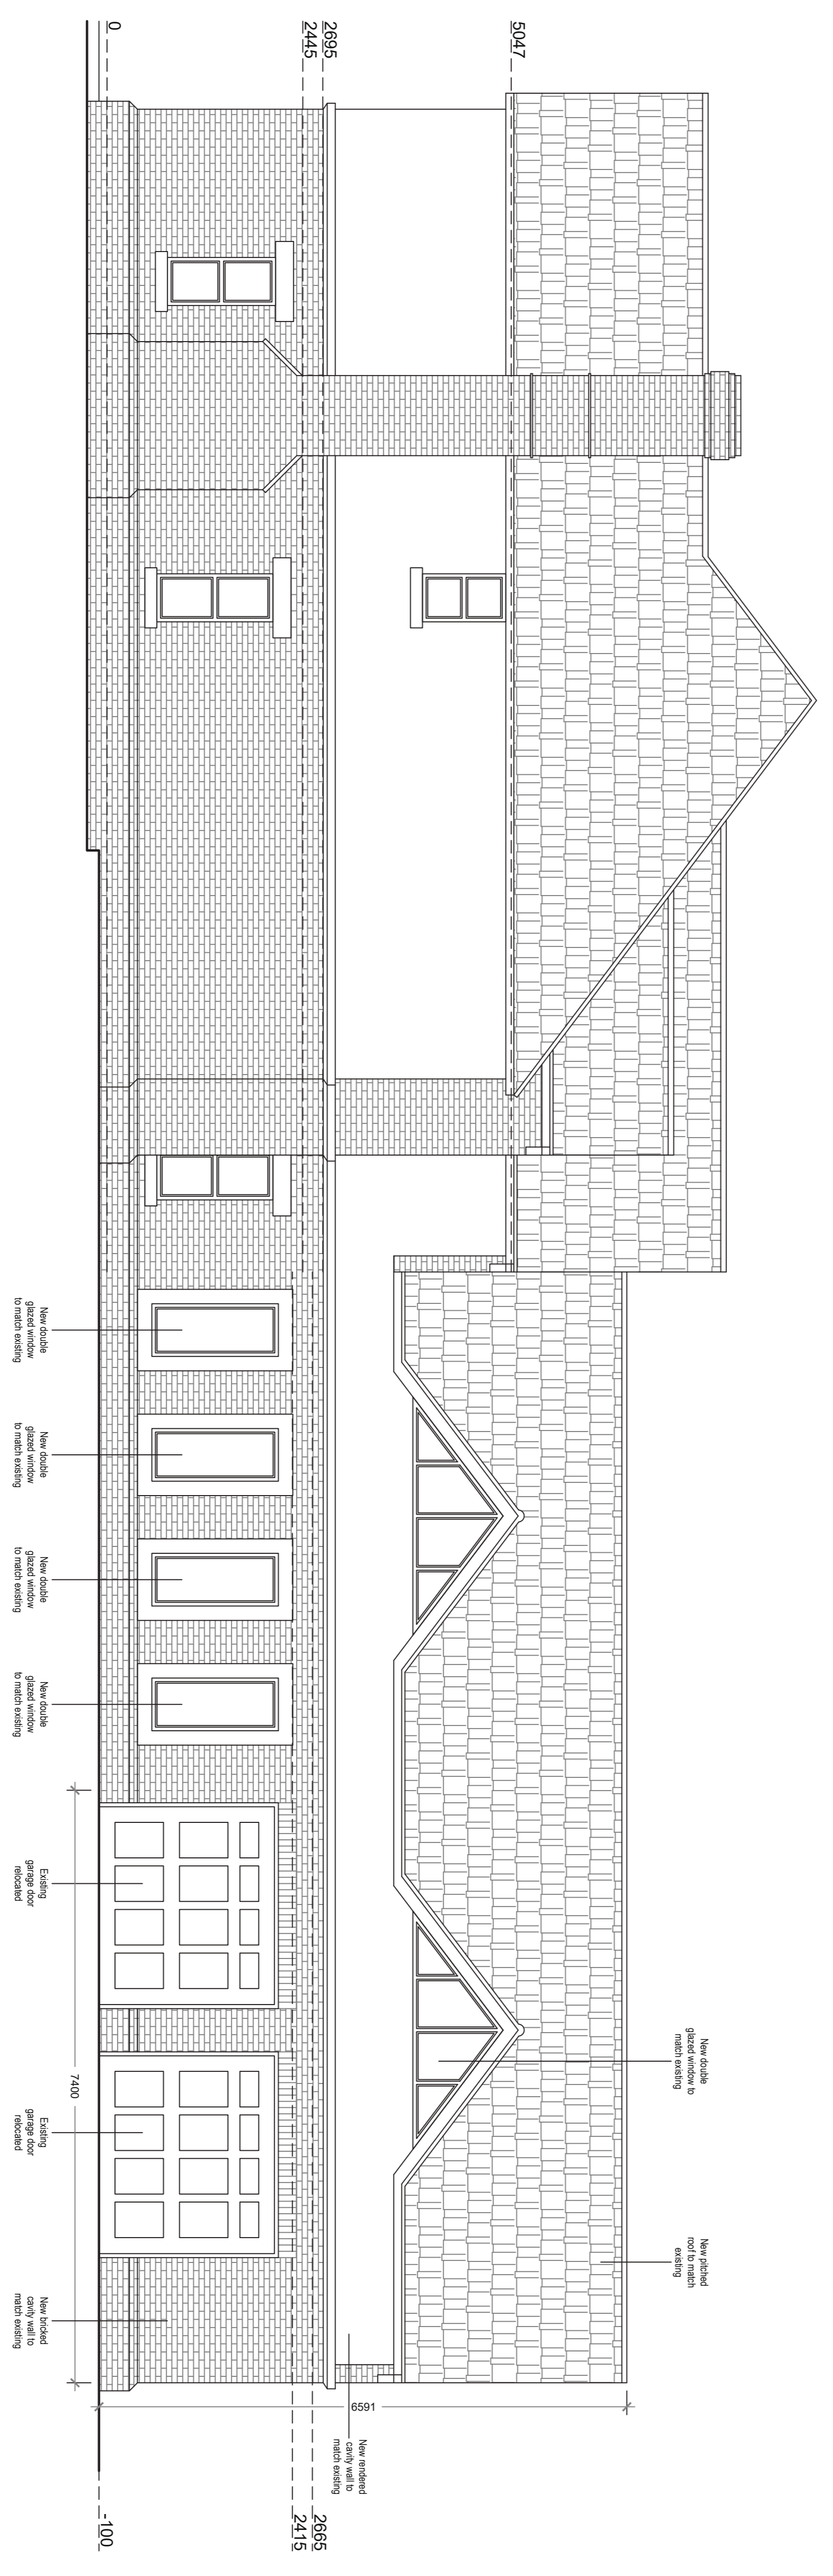 5047
2695
2445
0
New double
glazed window to
match existing
New pitched
roof to match
existing
6591
New rendered
cavity wall to
match existing
2665
2415
-100
7400
New double
glazed window
to match existing
New double
glazed window
to match existing
New double
glazed window
to match existing
New double
glazed window
to match existing
Existing
garage door
relocated
Existing
garage door
relocated
New bricked
cavity wall to
match existing